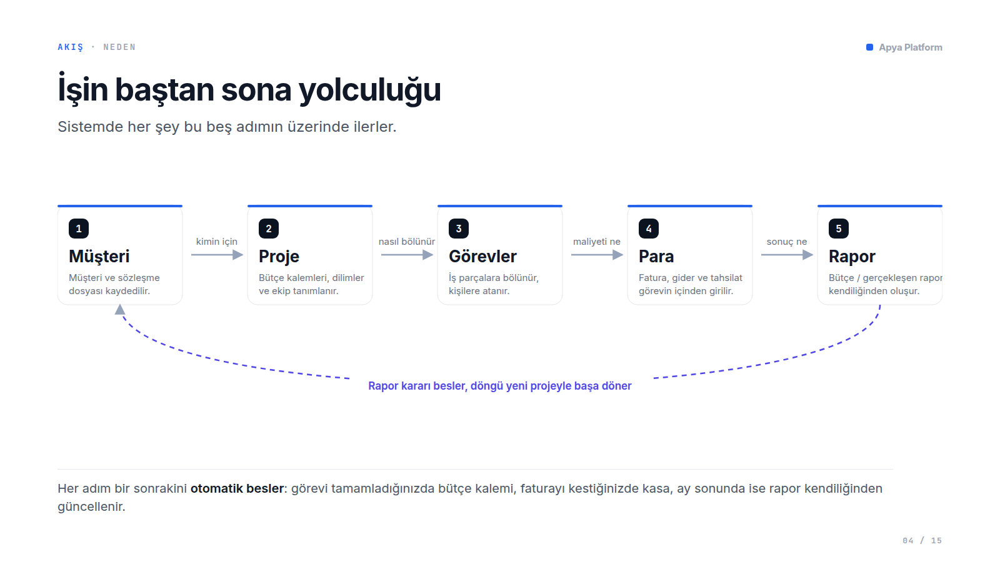 AKIŞ · NEDEN
Apya Platform
İşin baştan sona yolculuğu
Sistemde her şey bu beş adımın üzerinde ilerler.
1
Müşteri
Müşteri ve sözleşme
dosyası kaydedilir.
kimin için
2
Proje
Bütçe kalemleri, dilimler
ve ekip tanımlanır.
nasıl bölünür
3
Görevler
İş parçalara bölünür,
kişilere atanır.
maliyeti ne
4
Para
Fatura, gider ve tahsilat
görevin içinden girilir.
sonuç ne
5
Rapor
Bütçe / gerçekleşen rapor
kendiliğinden oluşur.
Rapor kararı besler, döngü yeni projeyle başa döner
Her adım bir sonrakini otomatik besler: görevi tamamladığınızda bütçe kalemi, faturayı kestiğinizde kasa, ay sonunda ise rapor kendiliğinden
güncellenir.
04 / 15